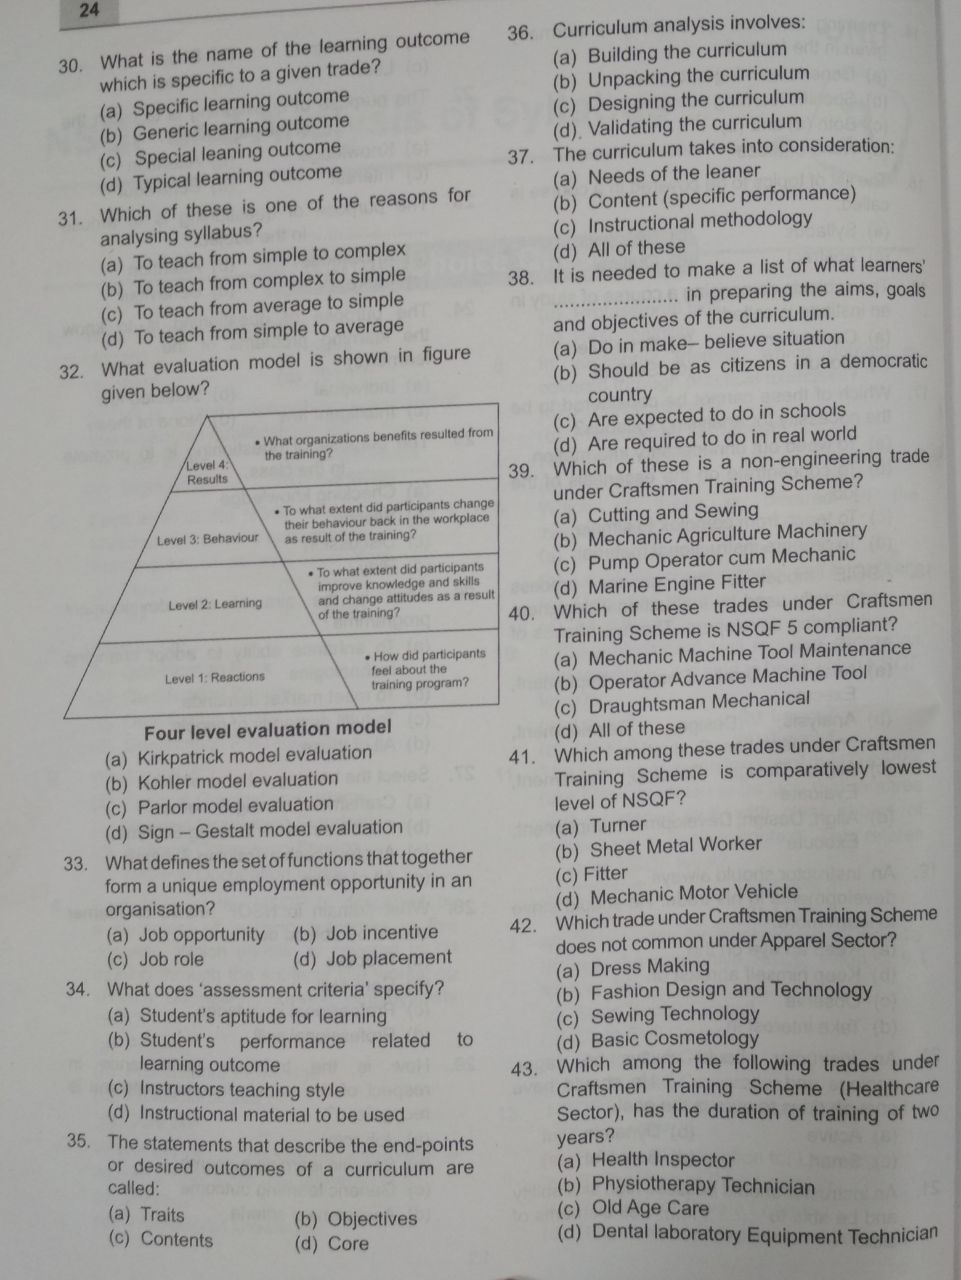 24
30. What is the name of the learning outcome
which is specific to a given trade?
(a) Specific learning outcome
(b) Generic learning outcome
(c) Special leaning outcome
(d) Typical learning outcome
31. Which of these is one of the reasons for
analysing syllabus?
(a) To teach from simple to complex
(b) To teach from complex to simple
(c) To teach from average to simple
(d) To teach from simple to average
32. What evaluation model is shown in figure
given below?
Level 4:
Results
• What organizations benefits resulted from
the training?
Level 3: Behaviour
• To what extent did participants change
their behaviour back in the workplace
as result of the training?
Level 2: Learning
• To what extent did participants
improve knowledge and skills
and change attitudes as a result
of the training?
Level 1: Reactions
• How did participants
feel about the
training program?
Four level evaluation model
(a) Kirkpatrick model evaluation
(b) Kohler model evaluation
(c) Parlor model evaluation
(d) Sign – Gestalt model evaluation
33. What defines the set of functions that together
form a unique employment opportunity in an
organisation?
(a) Job opportunity (b) Job incentive
(c) Job role (d) Job placement
34. What does 'assessment criteria' specify?
(a) Student's aptitude for learning
(b) Student's performance related to
learning outcome
(c) Instructors teaching style
(d) Instructional material to be used
35. The statements that describe the end-points
or desired outcomes of a curriculum are
called:
(a) Traits (b) Objectives
(c) Contents (d) Core
36. Curriculum analysis involves:
(a) Building the curriculum
(b) Unpacking the curriculum
(c) Designing the curriculum
(d) Validating the curriculum
37. The curriculum takes into consideration:
(a) Needs of the leaner
(b) Content (specific performance)
(c) Instructional methodology
(d) All of these
38. It is needed to make a list of what learners'
....................... in preparing the aims, goals
and objectives of the curriculum.
(a) Do in make– believe situation
(b) Should be as citizens in a democratic
country
(c) Are expected to do in schools
(d) Are required to do in real world
39. Which of these is a non-engineering trade
under Craftsmen Training Scheme?
(a) Cutting and Sewing
(b) Mechanic Agriculture Machinery
(c) Pump Operator cum Mechanic
(d) Marine Engine Fitter
40. Which of these trades under Craftsmen
Training Scheme is NSQF 5 compliant?
(a) Mechanic Machine Tool Maintenance
(b) Operator Advance Machine Tool
(c) Draughtsman Mechanical
(d) All of these
41. Which among these trades under Craftsmen
Training Scheme is comparatively lowest
level of NSQF?
(a) Turner
(b) Sheet Metal Worker
(c) Fitter
(d) Mechanic Motor Vehicle
42. Which trade under Craftsmen Training Scheme
does not common under Apparel Sector?
(a) Dress Making
(b) Fashion Design and Technology
(c) Sewing Technology
(d) Basic Cosmetology
43. Which among the following trades under
Craftsmen Training Scheme (Healthcare
Sector), has the duration of training of two
years?
(a) Health Inspector
(b) Physiotherapy Technician
(c) Old Age Care
(d) Dental laboratory Equipment Technician